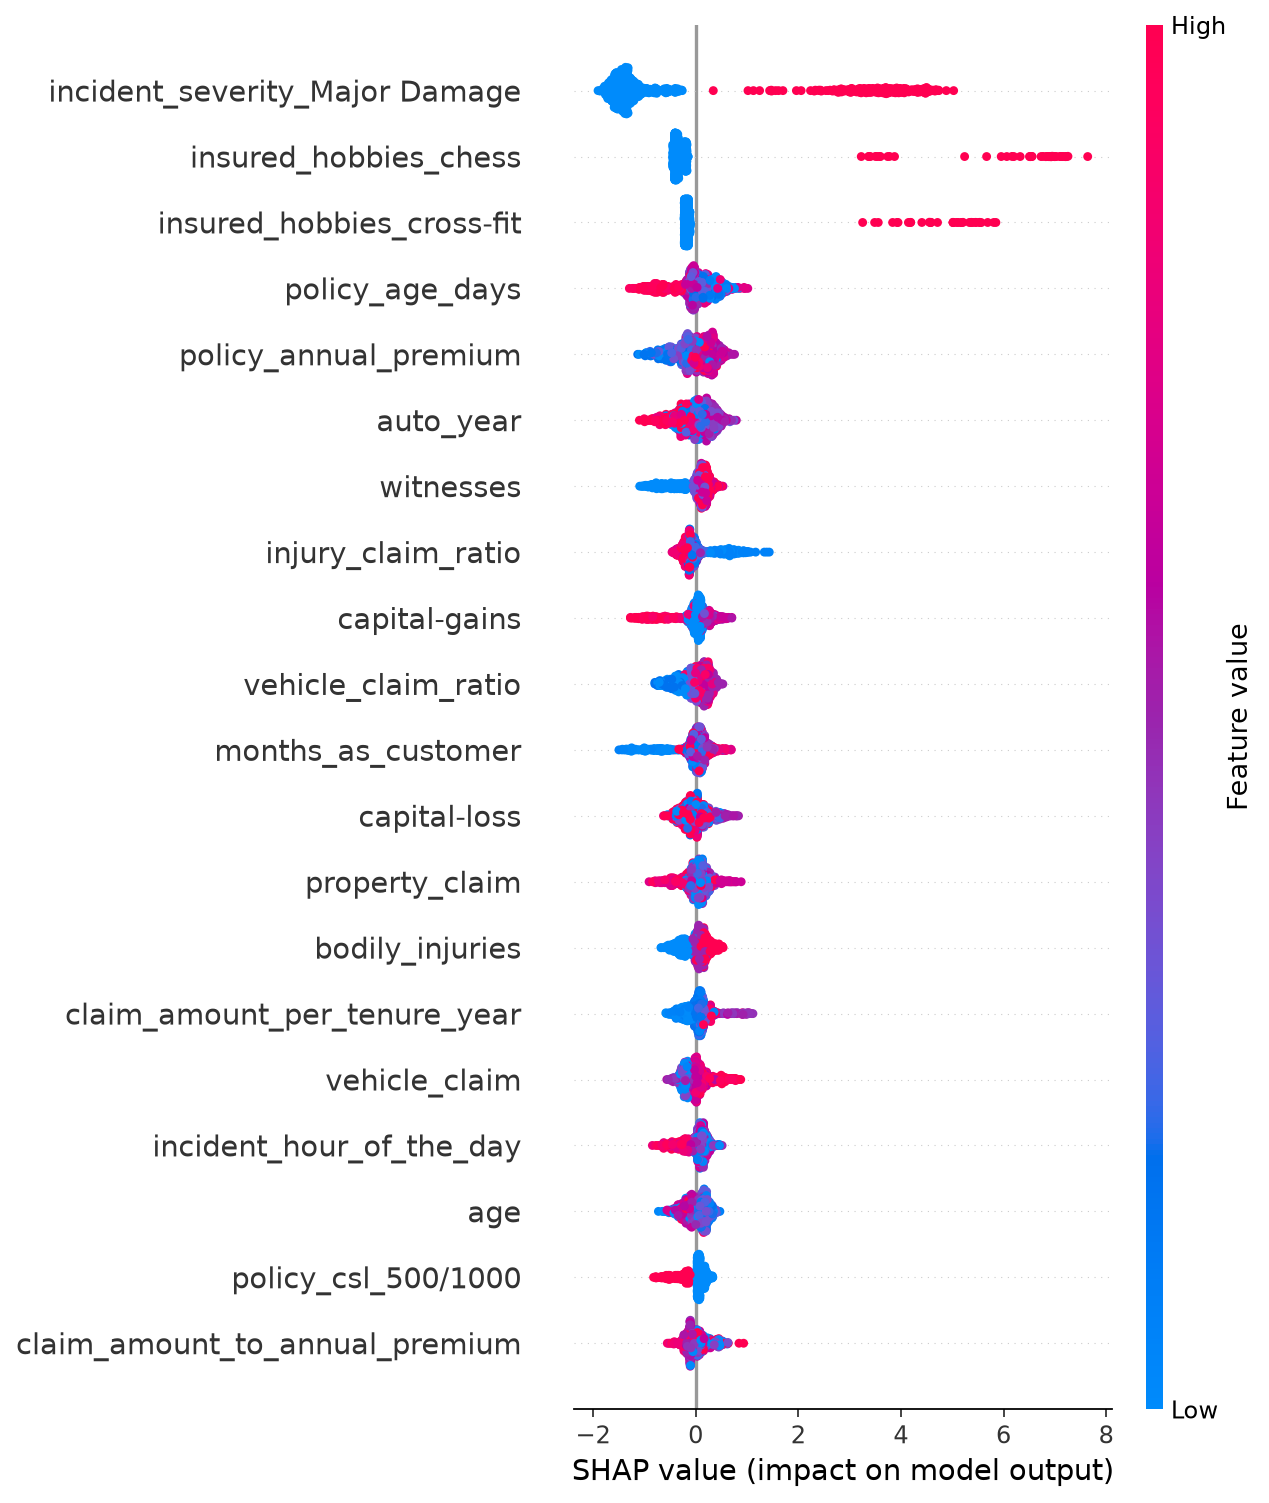 High
incident_severity_Major Damage
insured_hobbies_chess
insured_hobbies_cross-fit
policy_age_days
policy_annual_premium
auto_year
witnesses
injury_claim_ratio
capital-gains
vehicle_claim_ratio
months_as_customer
capital-loss
property_claim
bodily_injuries
claim_amount_per_tenure_year
vehicle_claim
incident_hour_of_the_day
age
policy_csl_500/1000
claim_amount_to_annual_premium
Feature value
Low
−2 0 2 4 6 8
SHAP value (impact on model output)